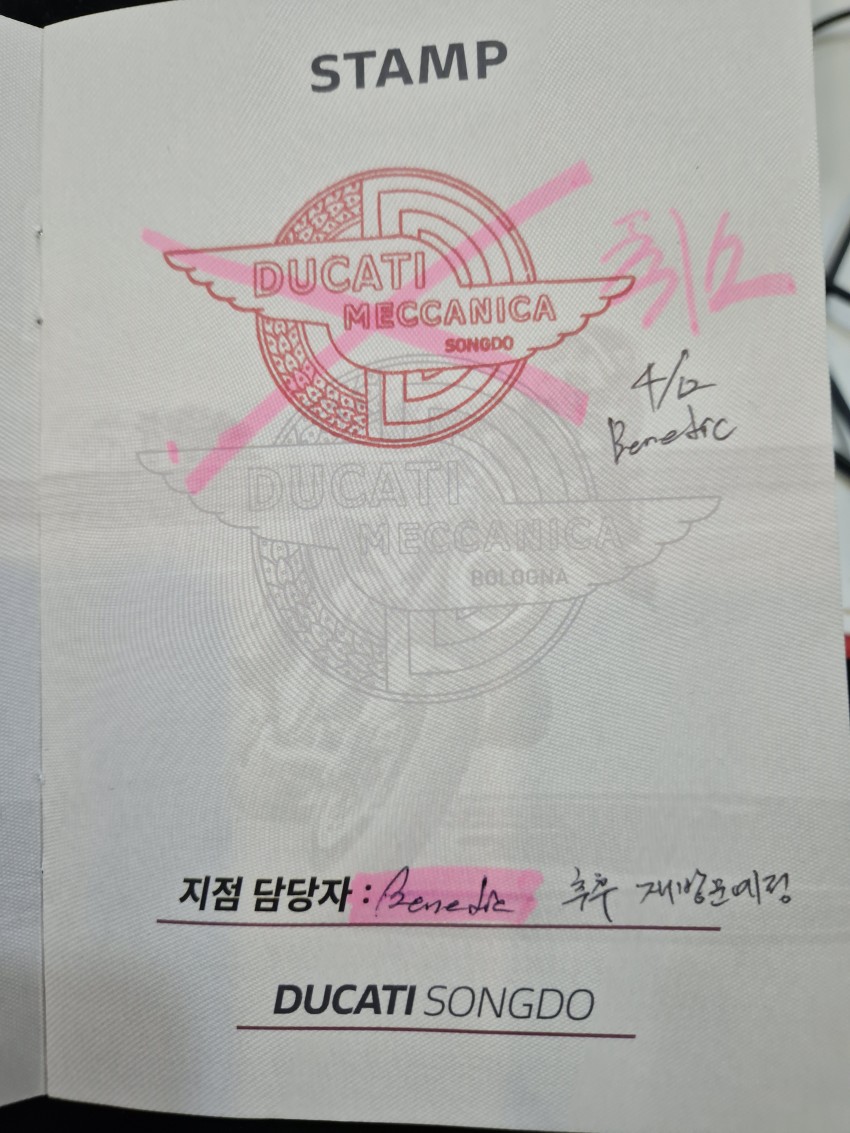 STAMP
DUCATI
MECCANICA
SONGDO
취소
4/12
Benedic
DUCATI
MECCANICA
BOLOGNA
지점 담당자 : Benedic 추후 재방문예정
DUCATI SONGDO